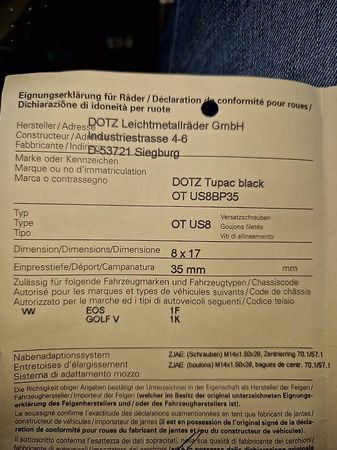 Eignungserklärung für Räder / Déclaration de conformité pour roues /
Dichiarazione di idoneità per ruote
Hersteller / Adresse DOTZ Leichtmetallräder GmbH
Constructeur / Adresse Industriestrasse 4-6
Fabbricante / Indirizzo D-53721 Siegburg
Marke oder Kennzeichen
Marque ou no d'immatriculation
Marca o contrassegno DOTZ Tupac black
OT US8BP35
Typ Versatzschrauben
Type OT US8 Goujons filetés
Tipo Viti di allineamento
Dimension/Dimensions/Dimensione 8 x 17
Einpresstiefe/Déport/Campanatura 35 mm mm
Zulässig für folgende Fahrzeugmarken und Fahrzeugtypen / Chassiscode
Autorisé pour les marques et types de véhicules suivants / Code de châssis
Autorizzato per le marche ed i tipi di autoveicoli seguenti / Codice telaio
VW EOS 1F
GOLF V 1K
Nabenadaptionssystem ZJAE: (Schrauben) M14x1.50x28, Zentrierring 70.1/57.1
Entretoises d'élargissement ZJAE: (boulons) M14x1.50x28, bagues de centr. 70.1/57.1
Sistema di adattamento mozzo
Die Richtigkeit obiger Angaben bestätigt der Unterzeichner in der Eigenschaft als Hersteller der Felgen /
Fahrzeughersteller / Importeur der Felgen (welcher im Besitz der original unterzeichneten Eignungs-
erklärung des Felgenherstellers und / oder des Fahrzeugherstellers ist).
Le soussigné confirme l'exactitude des déclarations susmentionnées en tant que fabricant de jantes/
constructeur de véhicules / importateur de jantes (il est en possession de l'original signé de la décla-
ration de conformité pour roues du fabricant de jantes et /ou du constructeur de véhicules).
Il sottoscritto conferma l'esattezza dei dati sopracitati, nella sua qualità di fabbricante di cerchioni